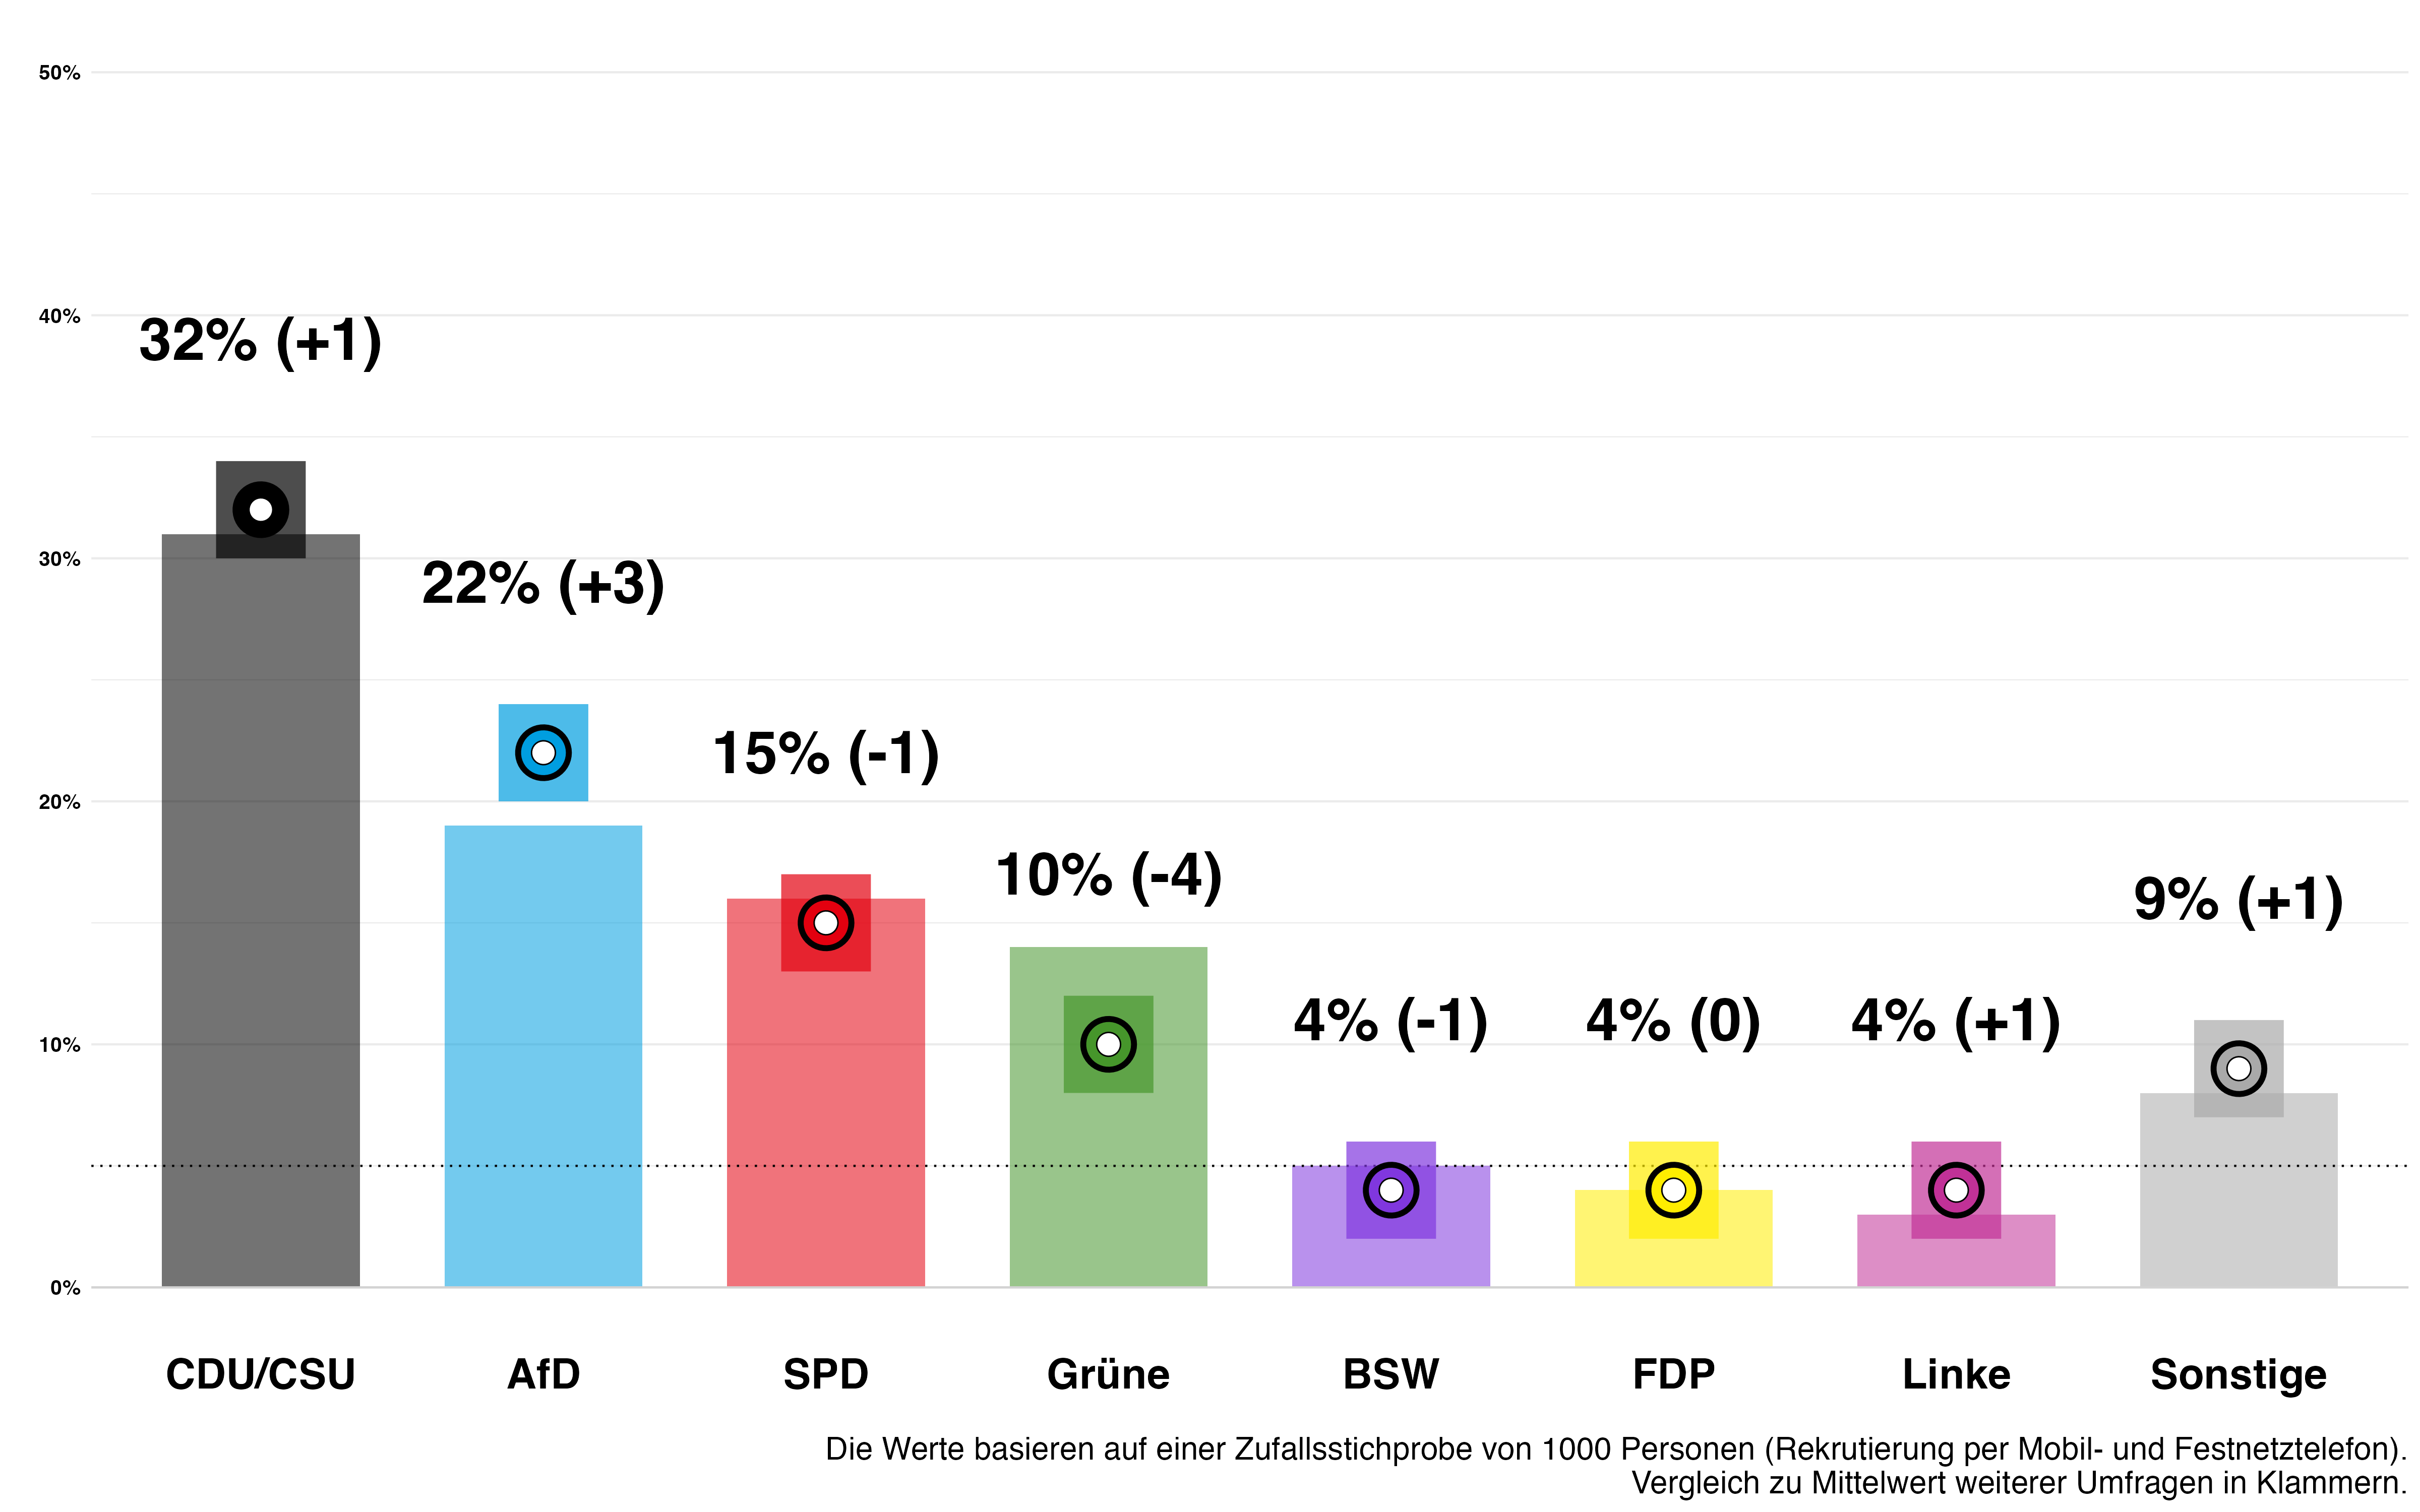 50%
40%
32% (+1)
30%
22% (+3)
20%
15% (-1)
10% (-4)
9% (+1)
10%
4% (-1)
4% (0)
4% (+1)
0%
CDU/CSU
AfD
SPD
Grüne
BSW
FDP
Linke
Sonstige
Die Werte basieren auf einer Zufallsstichprobe von 1000 Personen (Rekrutierung per Mobil- und Festnetztelefon).
Vergleich zu Mittelwert weiterer Umfragen in Klammern.